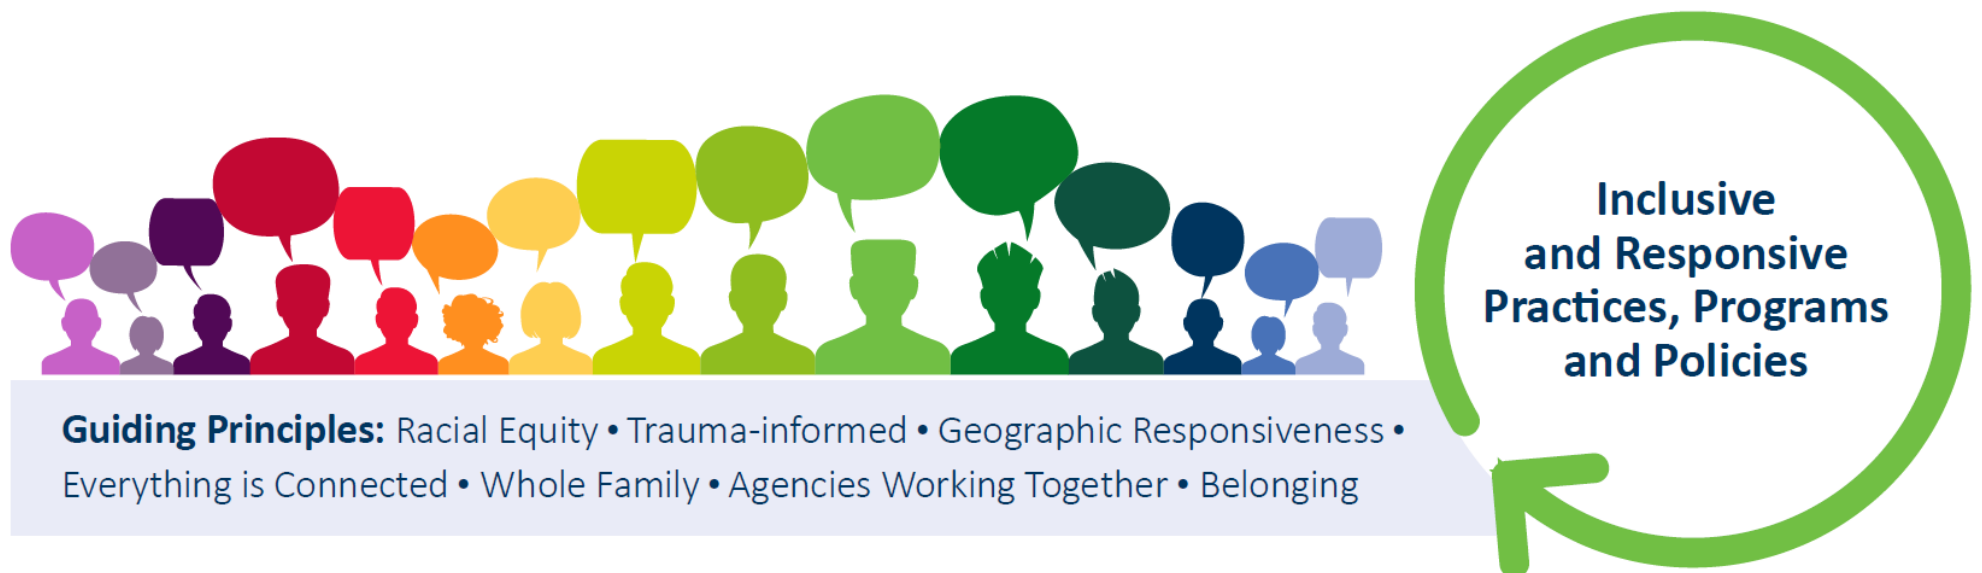 Inclusive
and Responsive
Practices, Programs
and Policies
Guiding Principles: Racial Equity • Trauma-informed • Geographic Responsiveness •
Everything is Connected • Whole Family • Agencies Working Together • Belonging